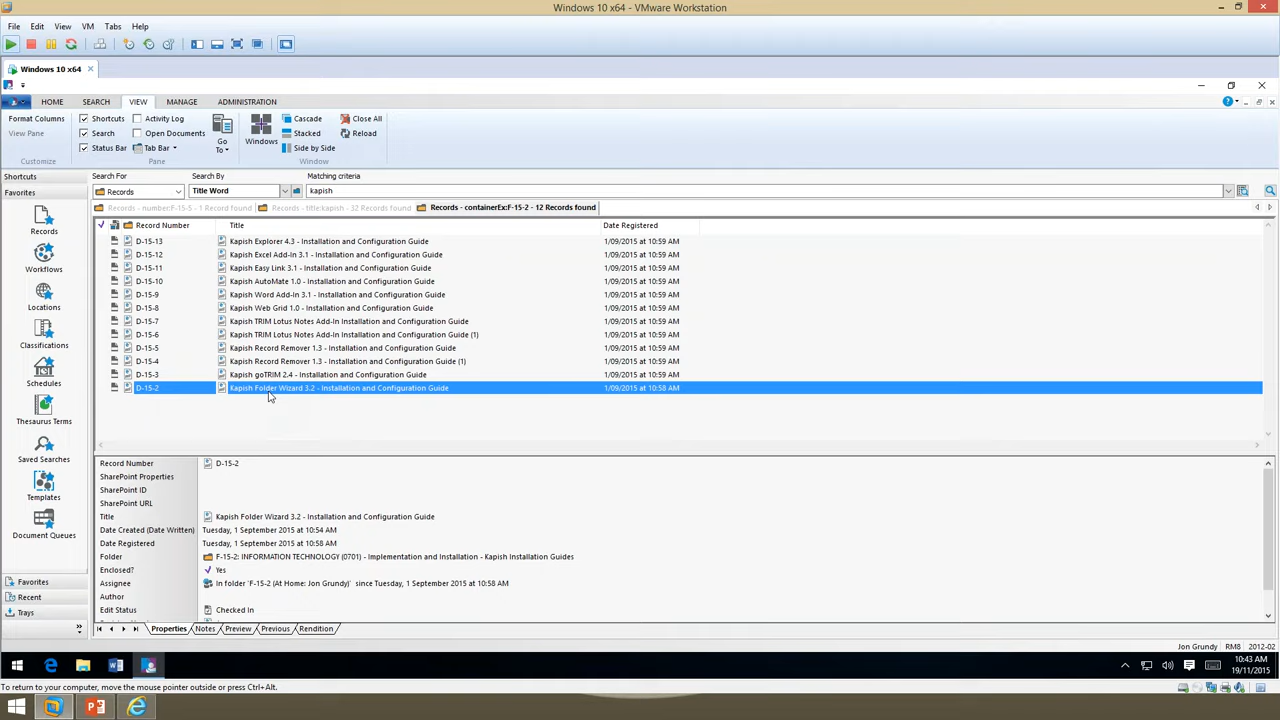 Windows 10 x64 - VMware Workstation
File Edit View VM Tabs Help
Windows 10 x64
HOME SEARCH VIEW MANAGE ADMINISTRATION
Format Columns Shortcuts Activity Log Cascade Close All
View Pane Search Open Documents Go To Windows Stacked Reload
Status Bar Tab Bar Side by Side
Customize Pane Window
Shortcuts Search For Search By Matching criteria
Favorites Records Title Word kapish
Records - number:F-15-5 - 1 Record found Records - title:kapish - 32 Records found Records - containerEx:F-15-2 - 12 Records found
Record Number Title Date Registered
D-15-13 Kapish Explorer 4.3 - Installation and Configuration Guide 1/09/2015 at 10:59 AM
D-15-12 Kapish Excel Add-In 3.1 - Installation and Configuration Guide 1/09/2015 at 10:59 AM
D-15-11 Kapish Easy Link 3.1 - Installation and Configuration Guide 1/09/2015 at 10:59 AM
D-15-10 Kapish AutoMate 1.0 - Installation and Configuration Guide 1/09/2015 at 10:59 AM
D-15-9 Kapish Word Add-In 3.1 - Installation and Configuration Guide 1/09/2015 at 10:59 AM
D-15-8 Kapish Web Grid 1.0 - Installation and Configuration Guide 1/09/2015 at 10:59 AM
D-15-7 Kapish TRIM Lotus Notes Add-In Installation and Configuration Guide 1/09/2015 at 10:59 AM
D-15-6 Kapish TRIM Lotus Notes Add-In Installation and Configuration Guide (1) 1/09/2015 at 10:59 AM
D-15-5 Kapish Record Remover 1.3 - Installation and Configuration Guide 1/09/2015 at 10:59 AM
D-15-4 Kapish Record Remover 1.3 - Installation and Configuration Guide (1) 1/09/2015 at 10:59 AM
D-15-3 Kapish goTRIM 2.4 - Installation and Configuration Guide 1/09/2015 at 10:59 AM
D-15-2 Kapish Folder Wizard 3.2 - Installation and Configuration Guide 1/09/2015 at 10:58 AM
Records
Workflows
Locations
Classifications
Schedules
Thesaurus Terms
Saved Searches
Templates
Document Queues
Favorites
Recent
Trays
Record Number D-15-2
SharePoint Properties
SharePoint ID
SharePoint URL
Title Kapish Folder Wizard 3.2 - Installation and Configuration Guide
Date Created (Date Written) Tuesday, 1 September 2015 at 10:54 AM
Date Registered Tuesday, 1 September 2015 at 10:58 AM
Folder F-15-2: INFORMATION TECHNOLOGY (0701) - Implementation and Installation - Kapish Installation Guides
Enclosed? Yes
Assignee In folder 'F-15-2 (At Home: Jon Grundy)' since Tuesday, 1 September 2015 at 10:58 AM
Author
Edit Status Checked In
Properties Notes Preview Previous Rendition
Jon Grundy RM8 2012-02
10:43 AM
19/11/2015
To return to your computer, move the mouse pointer outside or press Ctrl+Alt.